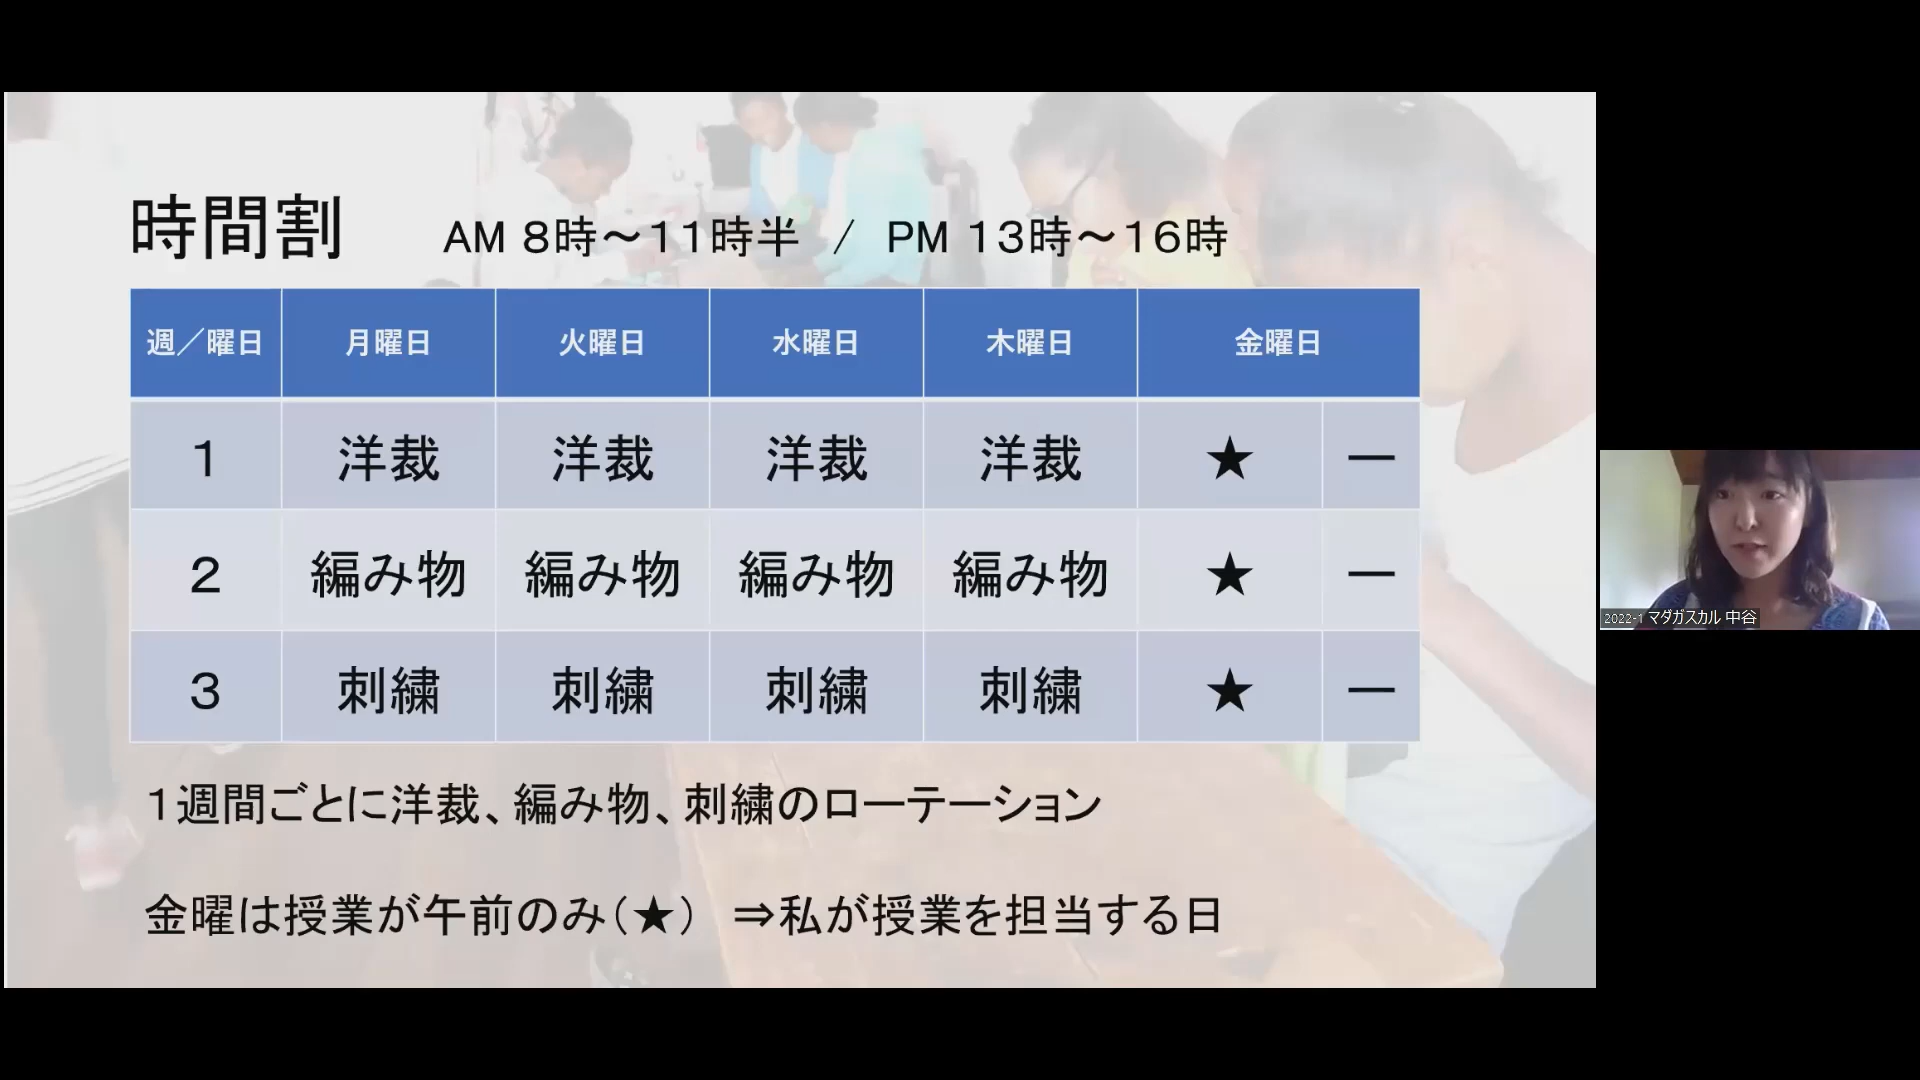 時間割 AM 8時～11時半 / PM 13時～16時
週／曜日 月曜日 火曜日 水曜日 木曜日 金曜日
1 洋裁 洋裁 洋裁 洋裁 ★ ー
2 編み物 編み物 編み物 編み物 ★ ー
3 刺繍 刺繍 刺繍 刺繍 ★ ー
1週間ごとに洋裁、編み物、刺繍のローテーション
金曜は授業が午前のみ(★) ⇒私が授業を担当する日
2022-1 マダガスカル 中谷